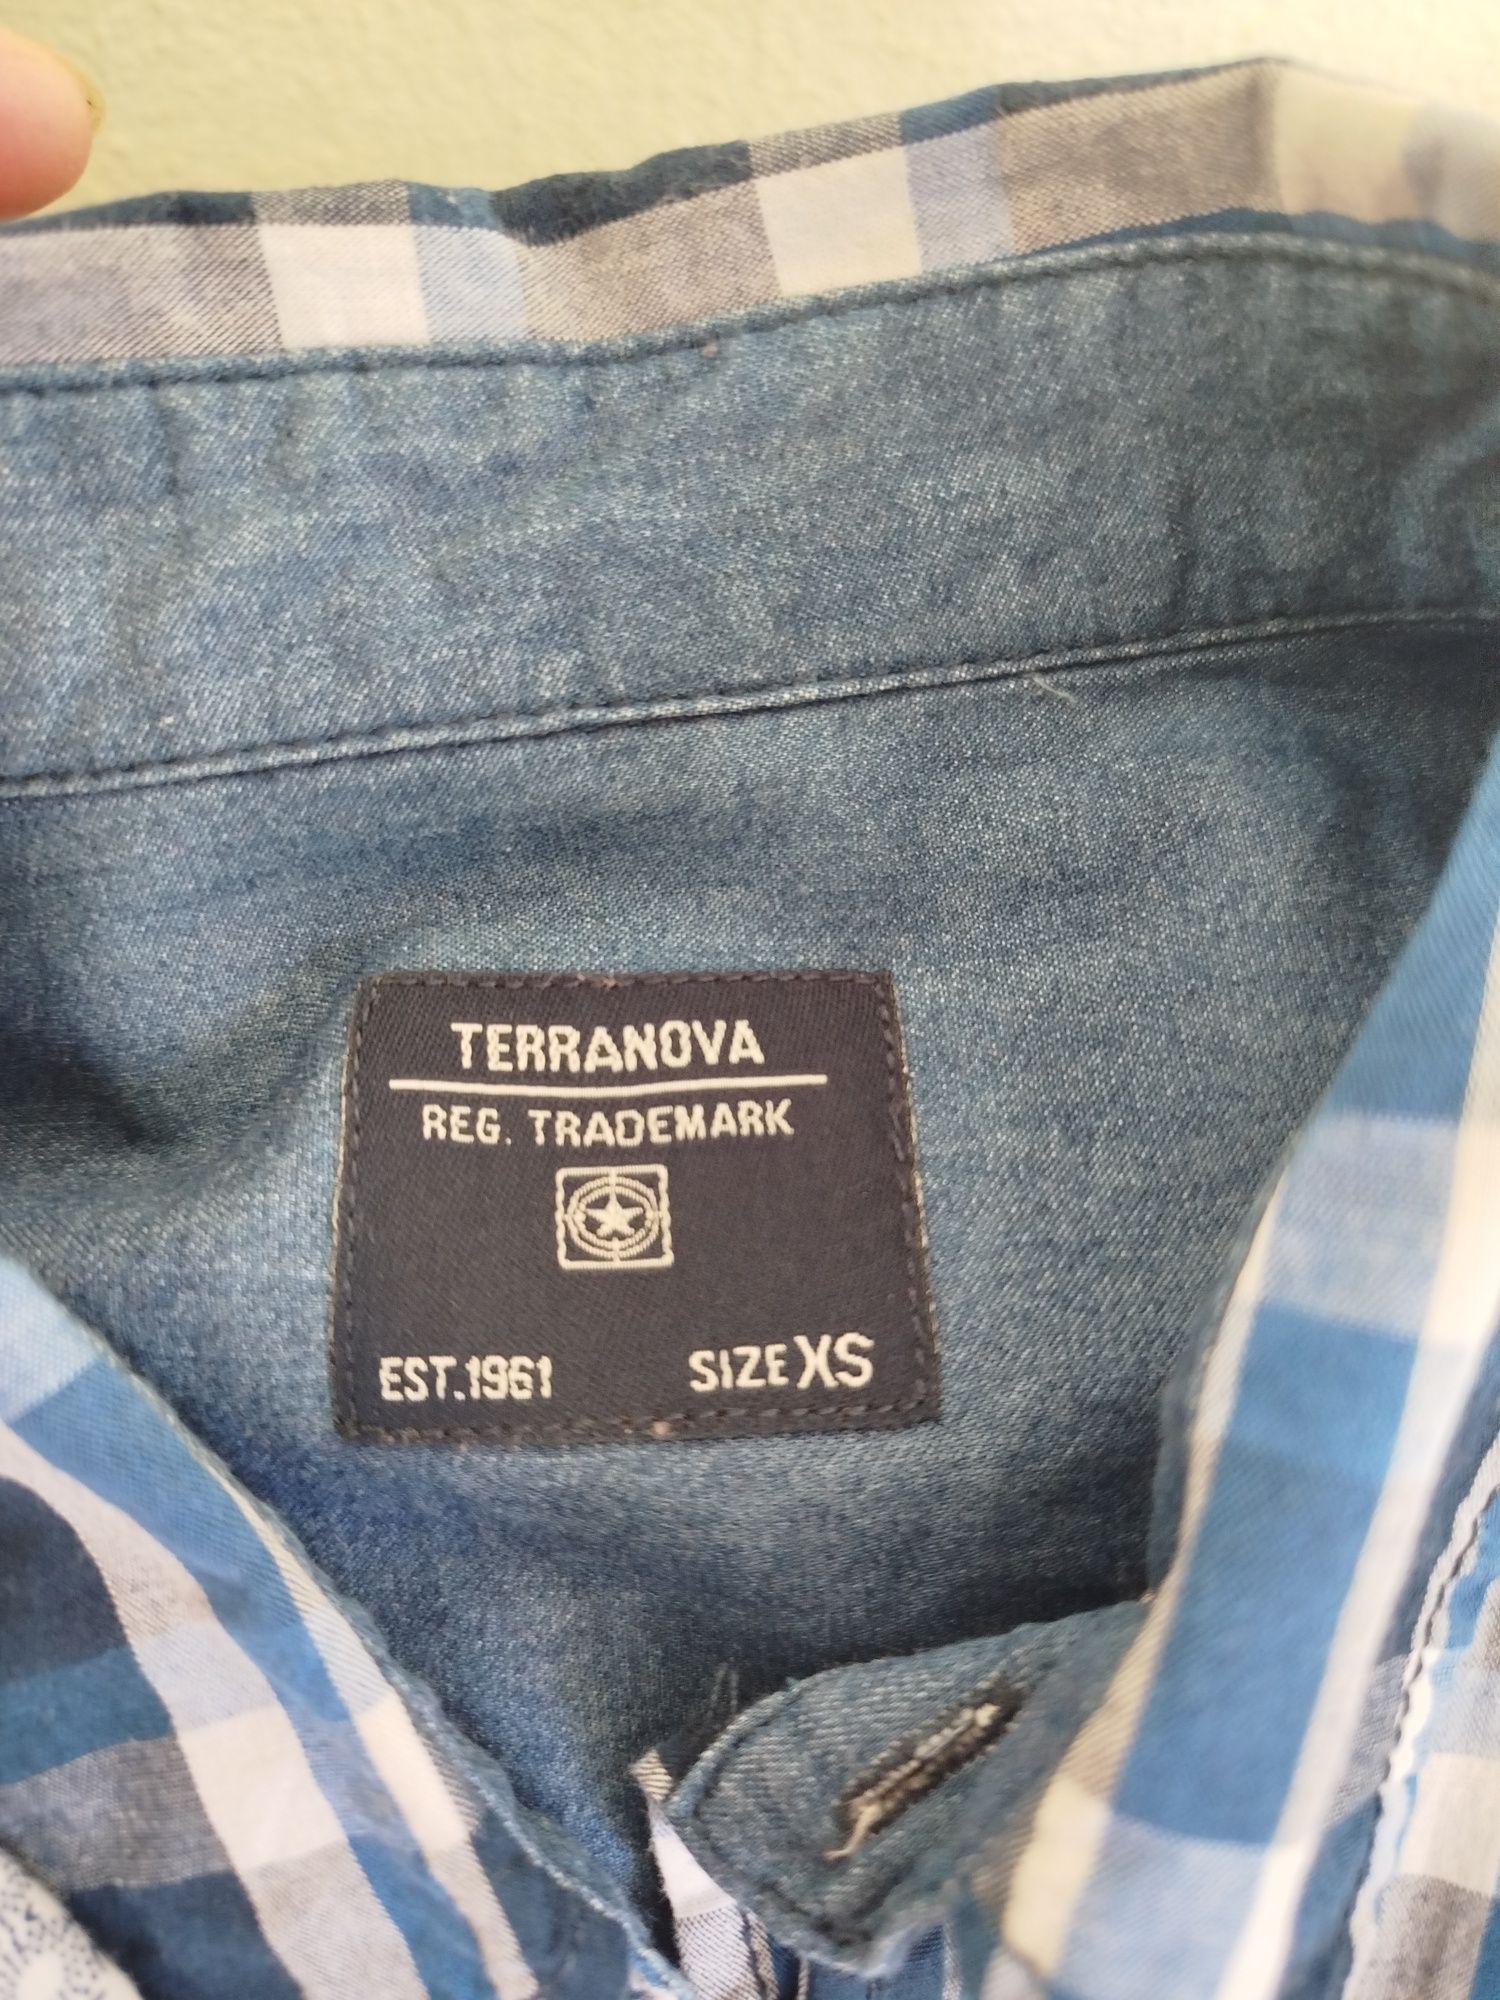 TERRANOVA
REG. TRADEMARK
EST.1961 SIZE XS